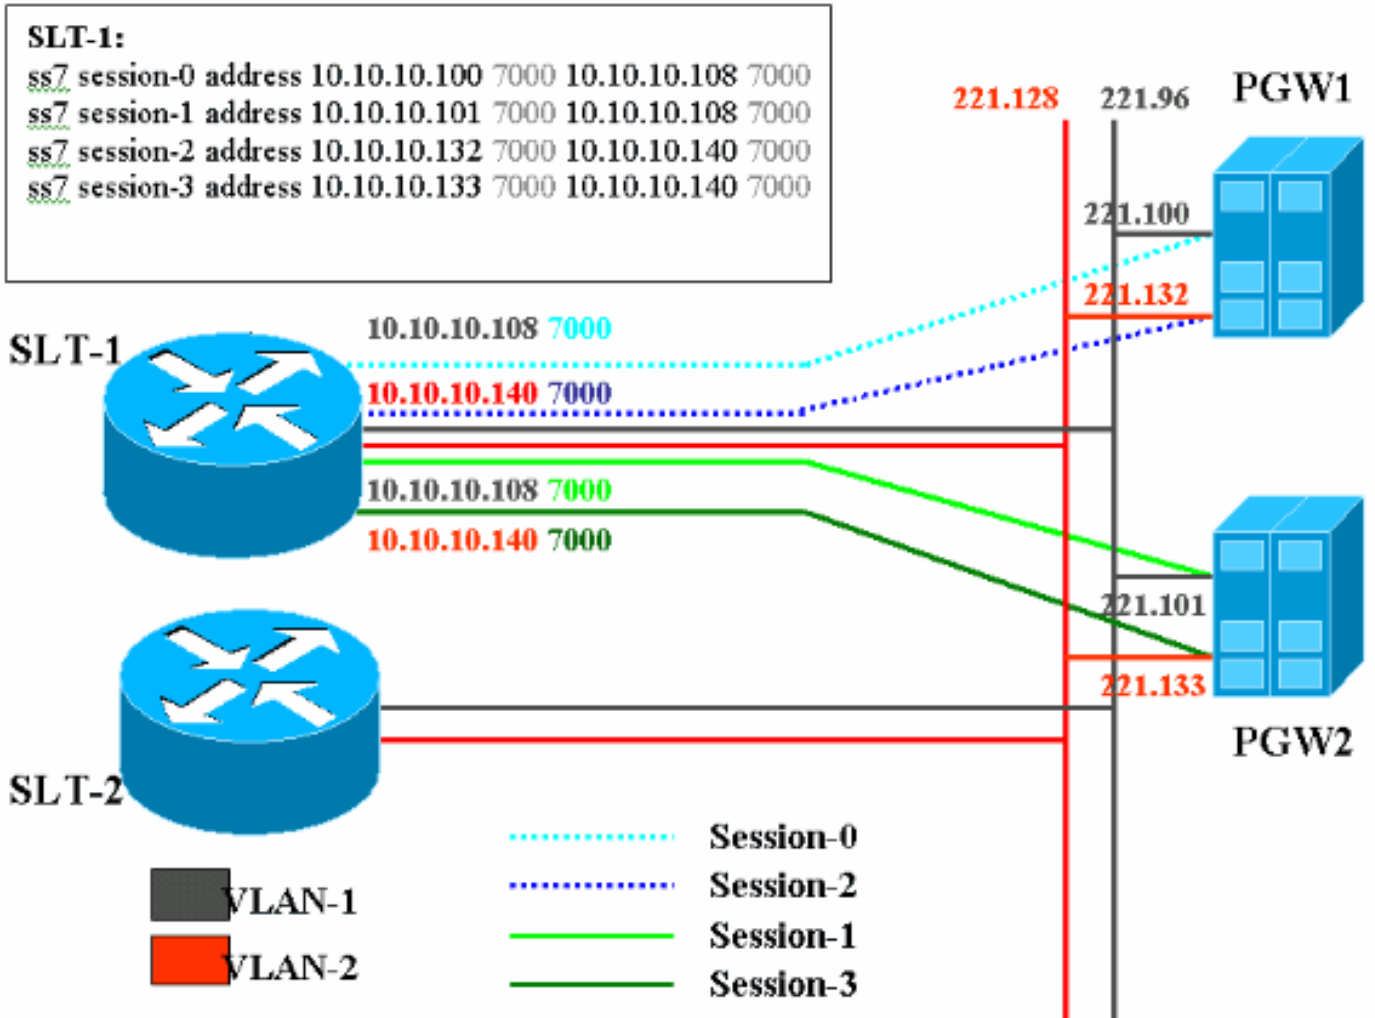 SLT-1:
ss7 session-0 address 10.10.10.100 7000 10.10.10.108 7000
ss7 session-1 address 10.10.10.101 7000 10.10.10.108 7000
ss7 session-2 address 10.10.10.132 7000 10.10.10.140 7000
ss7 session-3 address 10.10.10.133 7000 10.10.10.140 7000
221.128 221.96 PGW1
221.100
221.132
SLT-1
10.10.10.108 7000
10.10.10.140 7000
10.10.10.108 7000
10.10.10.140 7000
221.101
221.133
PGW2
SLT-2
Session-0
Session-2
Session-1
Session-3
VLAN-1
VLAN-2